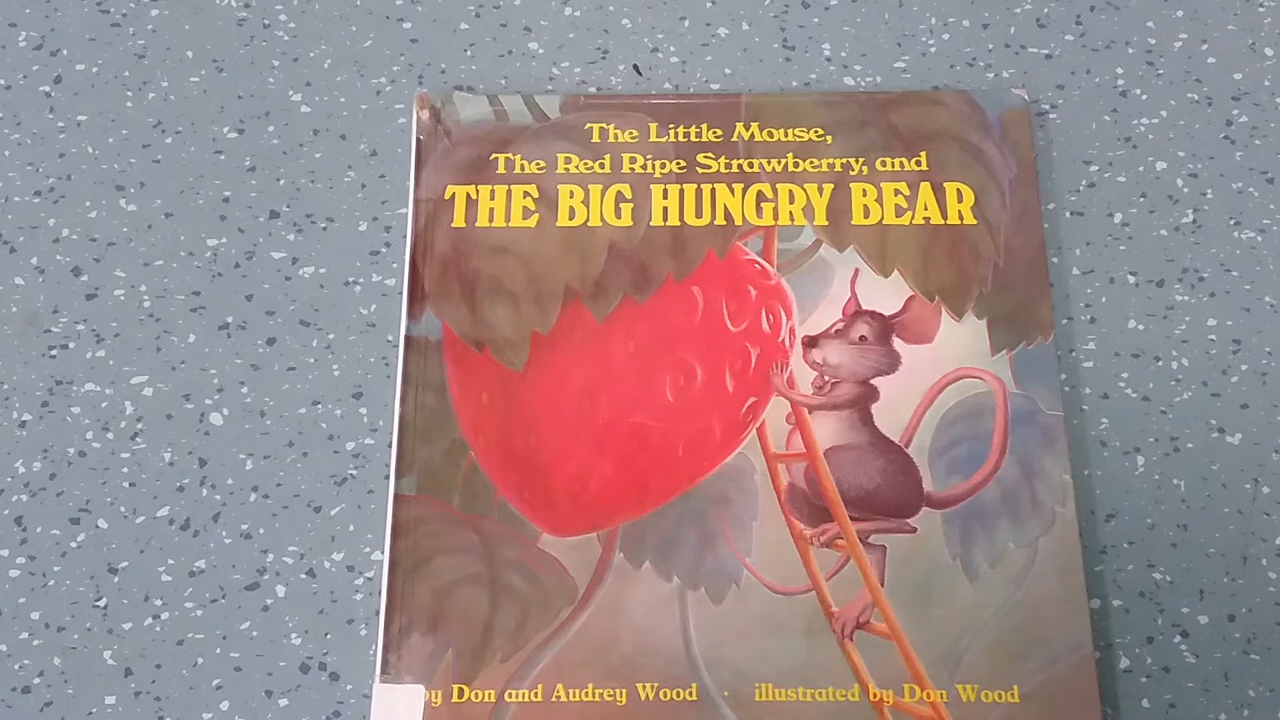 The Little Mouse,
The Red Ripe Strawberry, and
THE BIG HUNGRY BEAR
by Don and Audrey Wood · illustrated by Don Wood